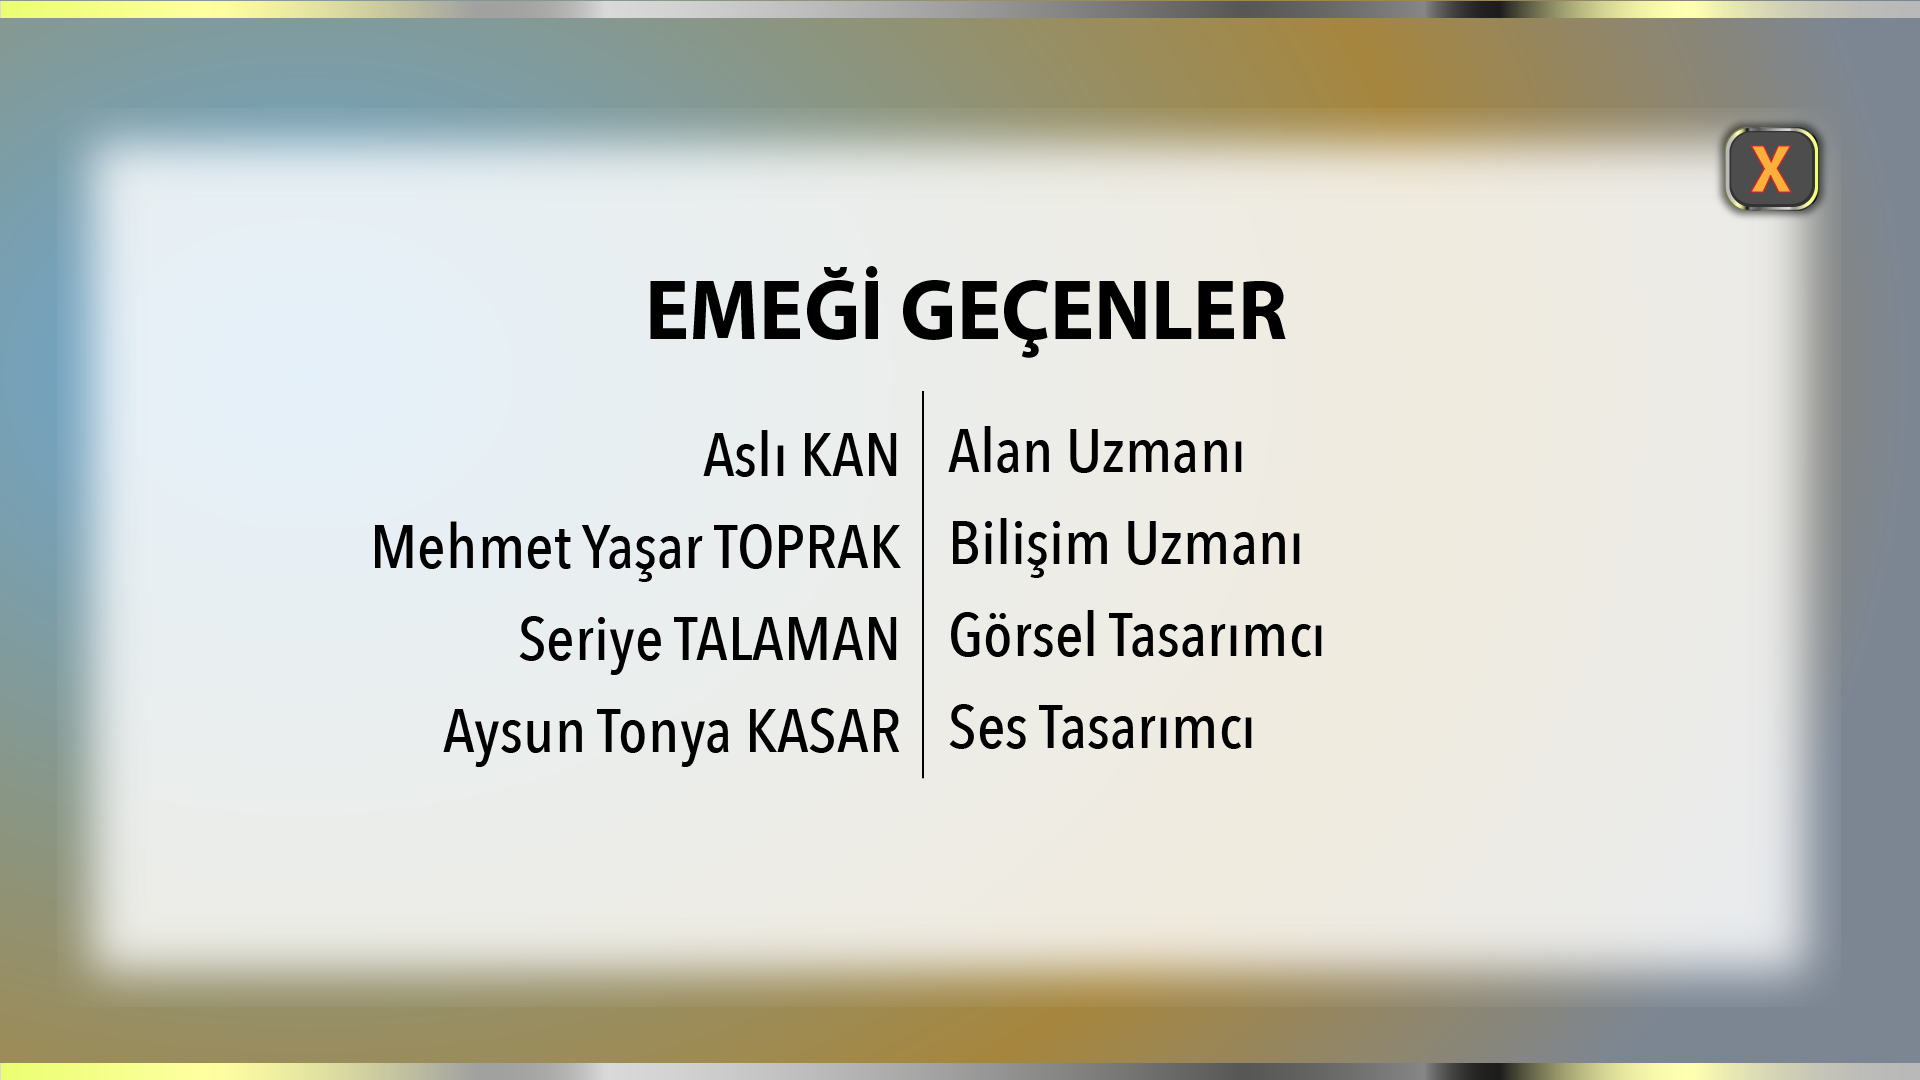 X
EMEĞİ GEÇENLER
Aslı KAN Alan Uzmanı
Mehmet Yaşar TOPRAK Bilişim Uzmanı
Seriye TALAMAN Görsel Tasarımcı
Aysun Tonya KASAR Ses Tasarımcı